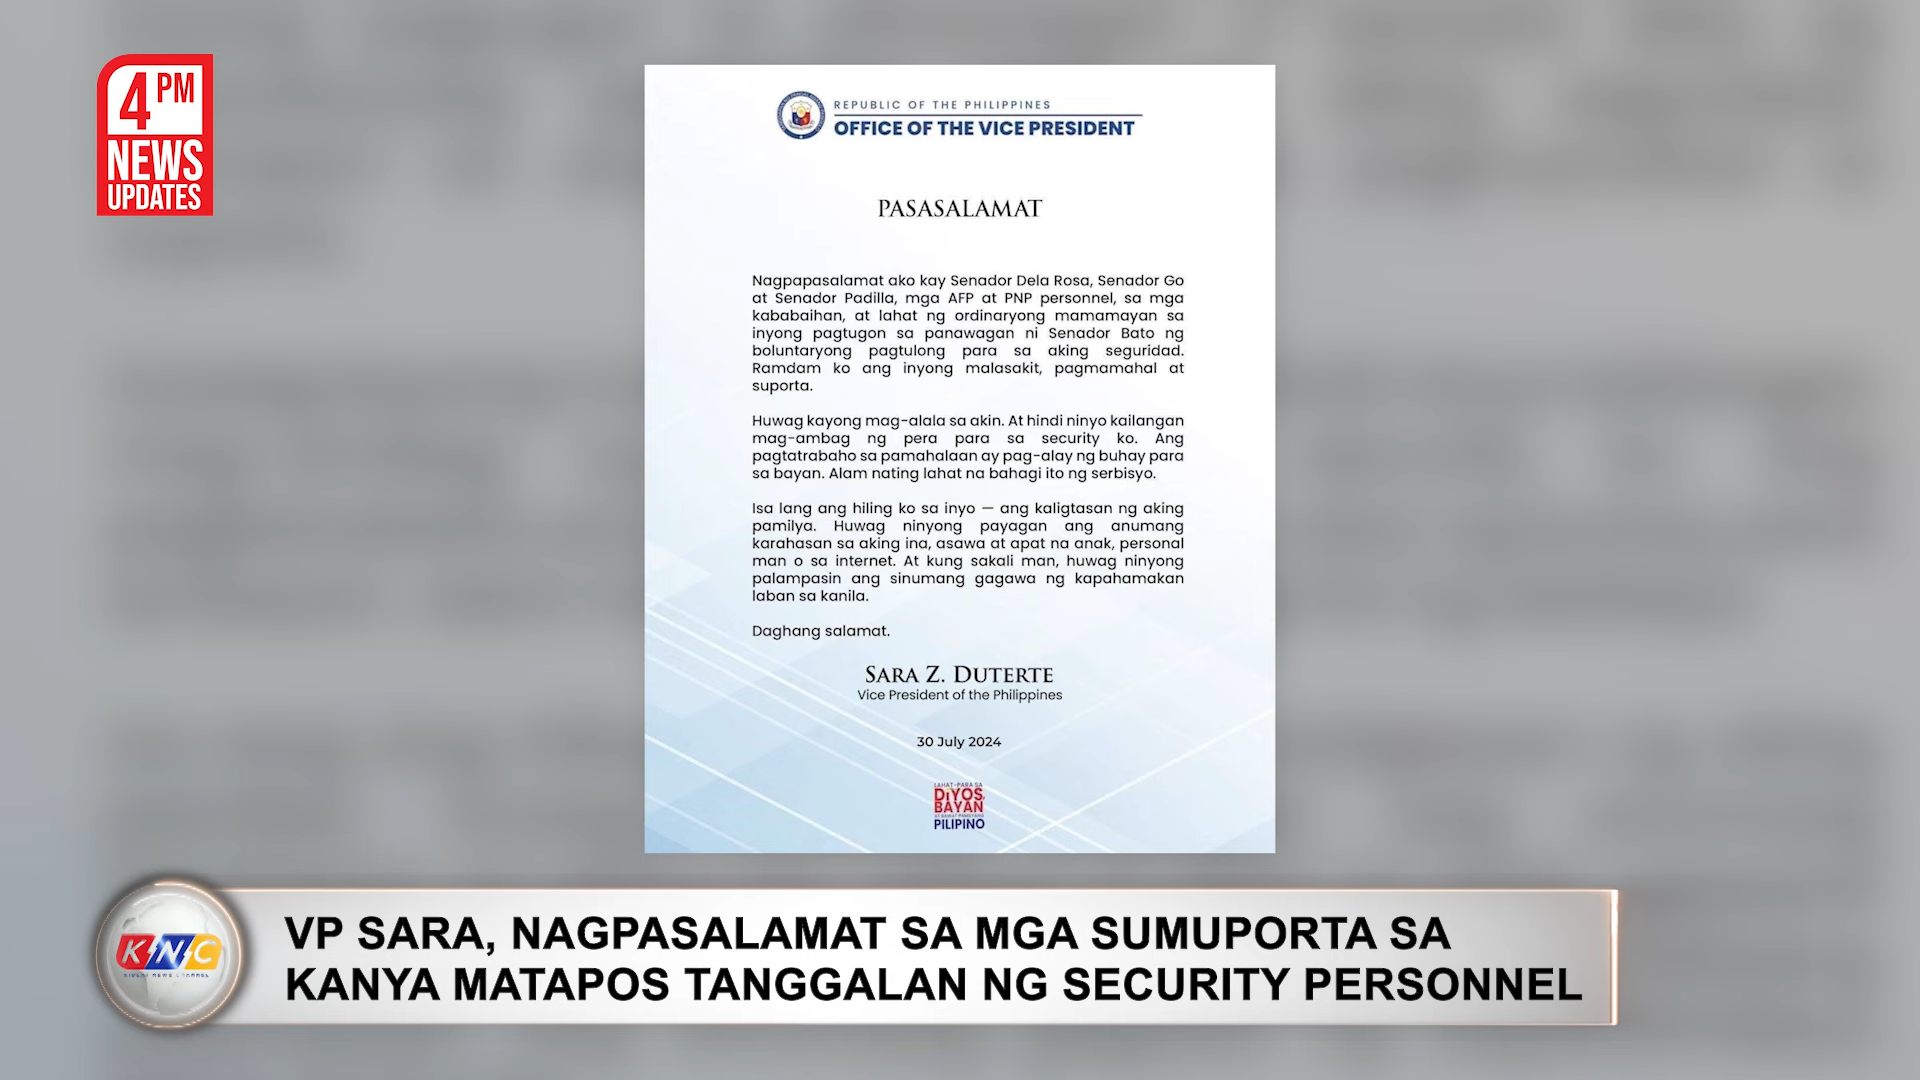 4 PM
NEWS
UPDATES
REPUBLIC OF THE PHILIPPINES
OFFICE OF THE VICE PRESIDENT
PASASALAMAT
Nagpapasalamat ako kay Senador Dela Rosa, Senador Go
at Senador Padilla, mga AFP at PNP personnel, sa mga
kababaihan, at lahat ng ordinaryong mamamayan sa
inyong pagtugon sa panawagan ni Senador Bato ng
boluntaryong pagtulong para sa aking seguridad.
Ramdam ko ang inyong malasakit, pagmamahal at
suporta.
Huwag kayong mag-alala sa akin. At hindi ninyo kailangan
mag-ambag ng pera para sa security ko. Ang
pagtatrabaho sa pamahalaan ay pag-alay ng buhay para
sa bayan. Alam nating lahat na bahagi ito ng serbisyo.
Isa lang ang hiling ko sa inyo — ang kaligtasan ng aking
pamilya. Huwag ninyong payagan ang anumang
karahasan sa aking ina, asawa at apat na anak, personal
man o sa internet. At kung sakali man, huwag ninyong
palampasin ang sinumang gagawa ng kapahamakan
laban sa kanila.
Daghang salamat.
SARA Z. DUTERTE
Vice President of the Philippines
30 July 2024
LAHAT PARA SA
DIYOS,
BAYAN
AT BAWAT PAMILYANG
PILIPINO
KNC
VP SARA, NAGPASALAMAT SA MGA SUMUPORTA SA
KANYA MATAPOS TANGGALAN NG SECURITY PERSONNEL